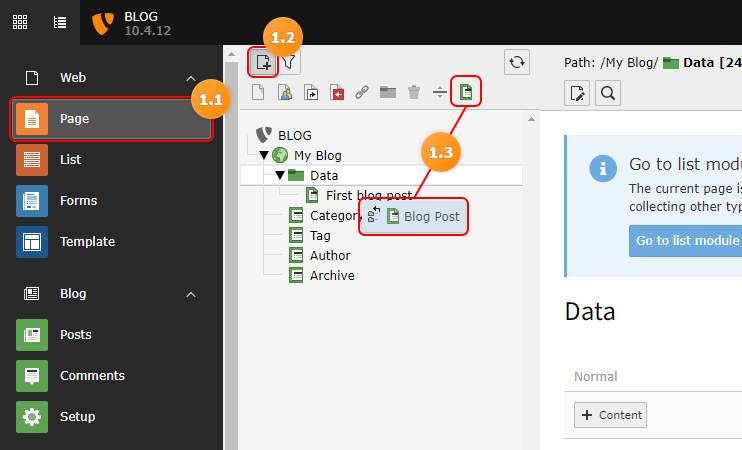 BLOG
10.4.12
1.2
Web
1.1
Page
List
Forms
Template
Blog
Posts
Comments
Setup
1.3
BLOG
My Blog
Data
First blog post
Categor
Blog Post
Tag
Author
Archive
Path: /My Blog/ Data [24
Go to list modu
The current page is
collecting other typ
Go to list module
Data
Normal
+ Content